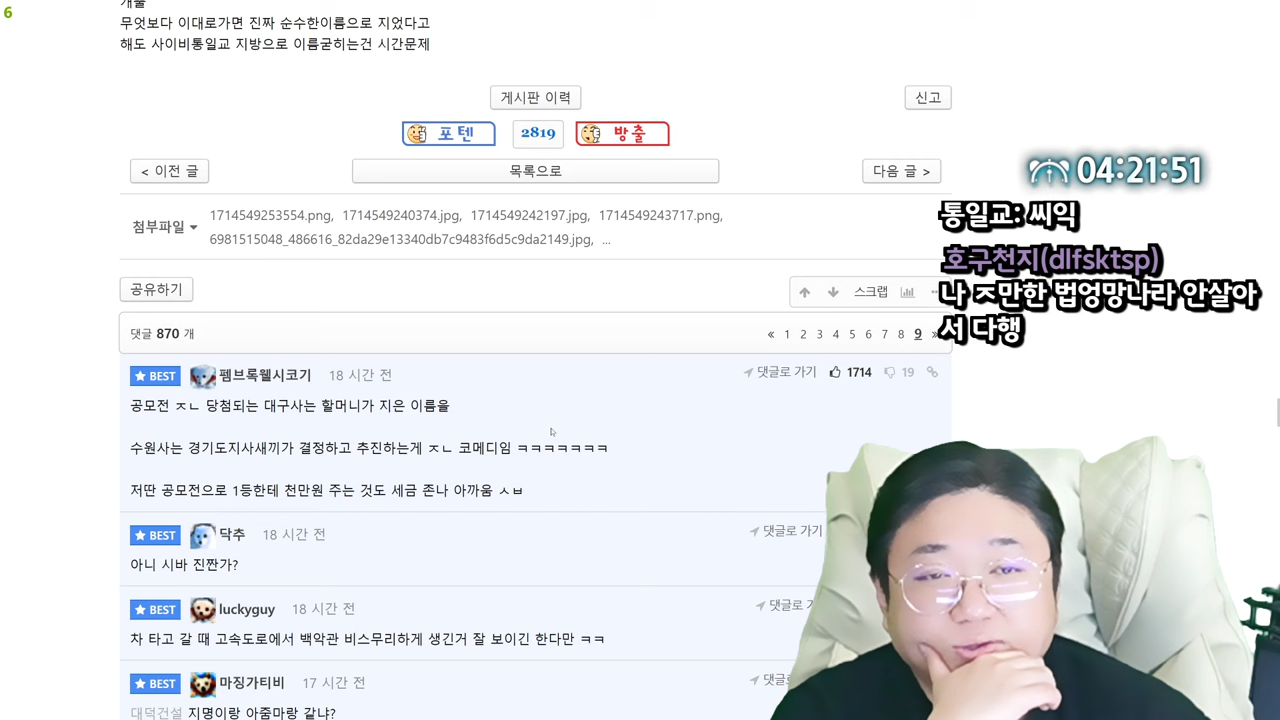 6
개뿔
무엇보다 이대로가면 진짜 순수한이름으로 지었다고
해도 사이비통일교 지방으로 이름굳히는건 시간문제
게시판 이력
신고
포텐
2819
방출
< 이전 글
목록으로
다음 글 >
04:21:51
첨부파일
1714549253554.png, 1714549240374.jpg, 1714549242197.jpg, 1714549243717.png,
6981515048_486616_82da29e13340db7c9483f6d5c9da2149.jpg, ...
통일교: 씨익
호구천지(dlfsktsp)
나 ㅈ만한 법엉망나라 안살아
서 다행
공유하기
스크랩
댓글 870 개
« 1 2 3 4 5 6 7 8 9 »
BEST 펨브록웰시코기 18 시간 전
댓글로 가기 1714 19
공모전 ㅈㄴ 당첨되는 대구사는 할머니가 지은 이름을
수원사는 경기도지사새끼가 결정하고 추진하는게 ㅈㄴ 코메디임 ㅋㅋㅋㅋㅋㅋㅋ
저딴 공모전으로 1등한테 천만원 주는 것도 세금 존나 아까움 ㅅㅂ
BEST 닥추 18 시간 전
댓글로 가기
아니 시바 진짠가?
BEST luckyguy 18 시간 전
댓글로
차 타고 갈 때 고속도로에서 백악관 비스무리하게 생긴거 잘 보이긴 한다만 ㅋㅋ
BEST 마징가티비 17 시간 전
대덕건설 지명이랑 아줌마랑 같냐?